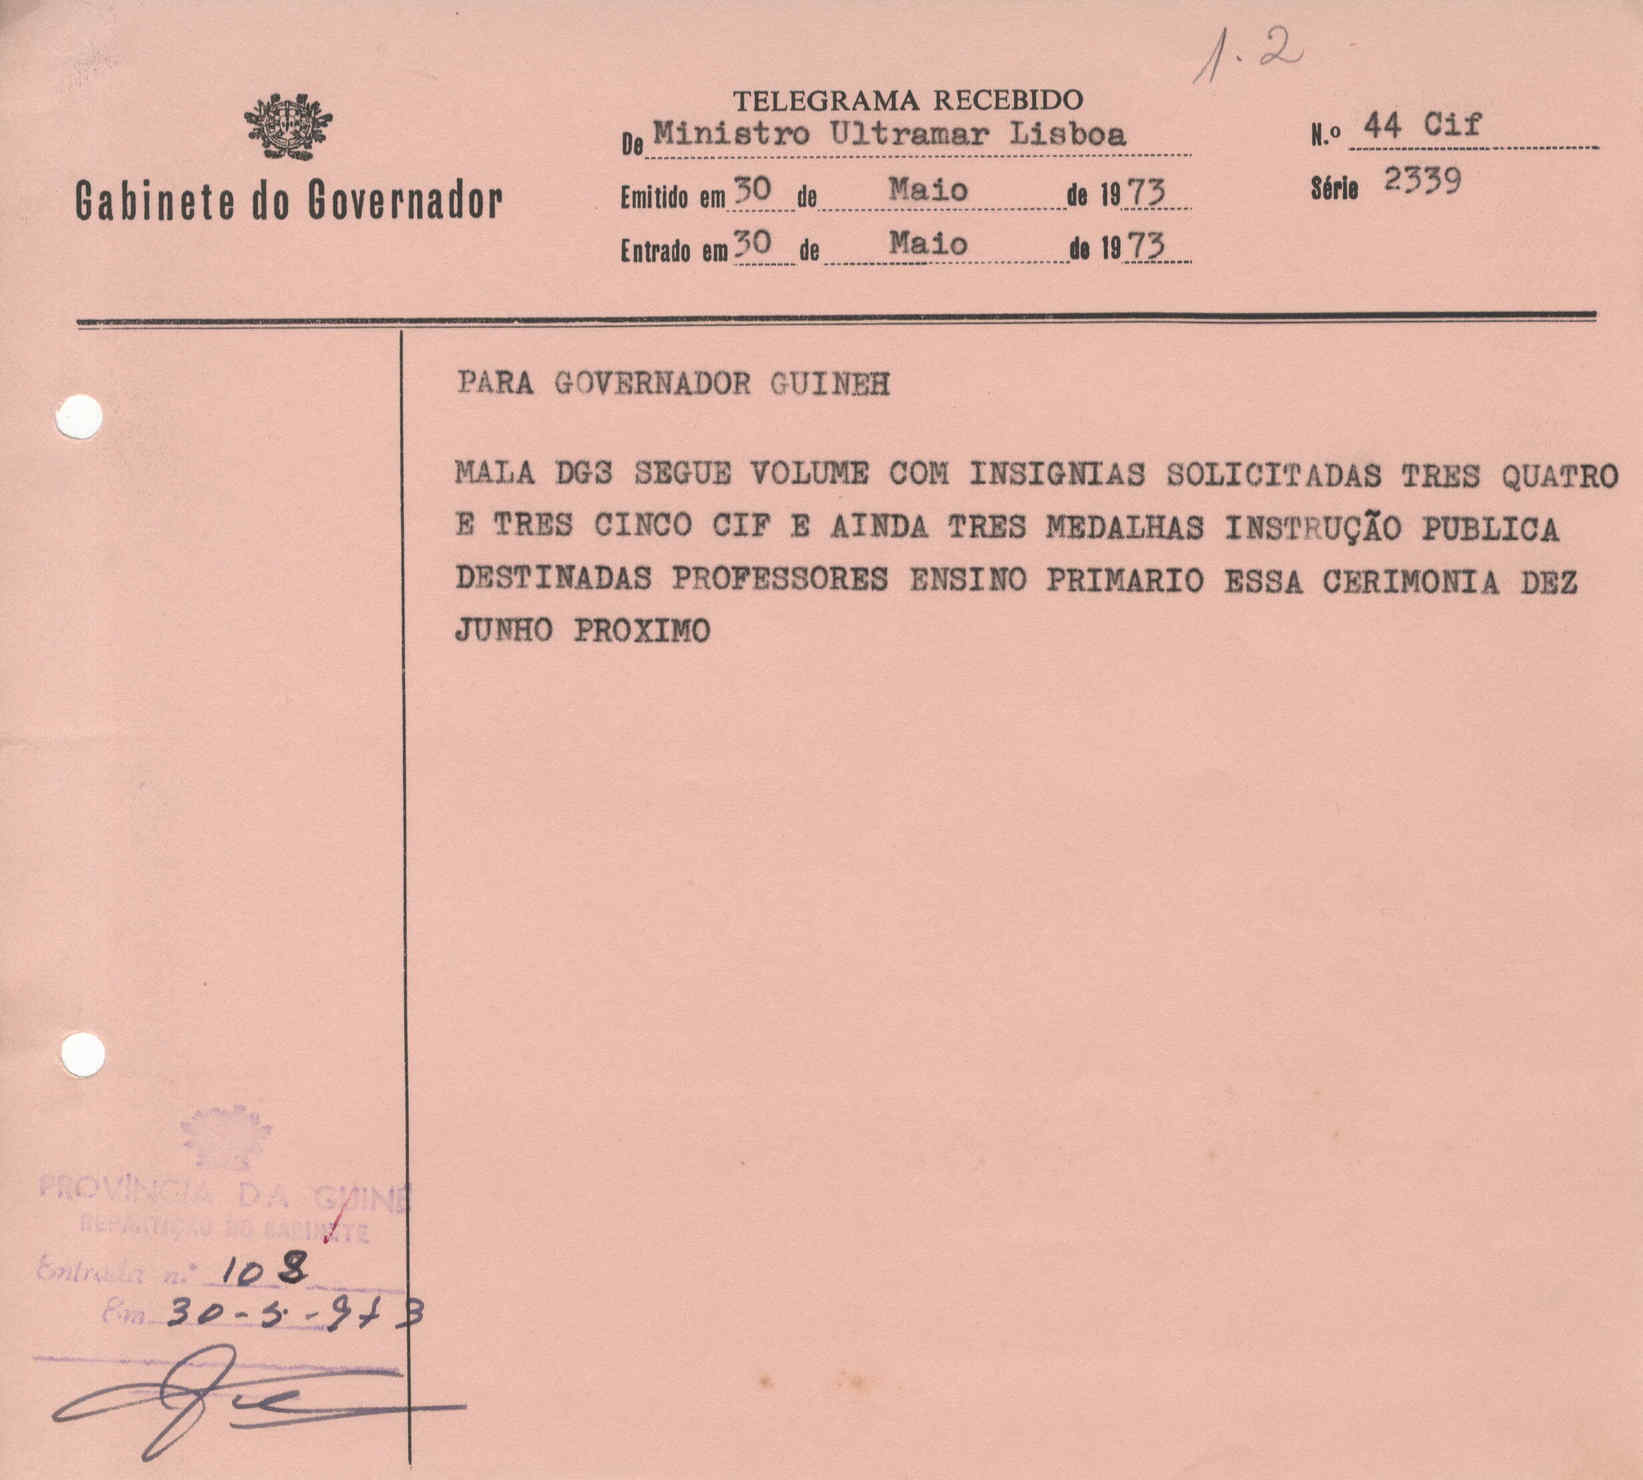 1.2
TELEGRAMA RECEBIDO
De Ministro Ultramar Lisboa
N.º 44 Cif
Gabinete do Governador
Emitido em 30 de Maio de 1973
Série 2339
Entrado em 30 de Maio de 1973
PARA GOVERNADOR GUINEH
MALA DGS SEGUE VOLUME COM INSIGNIAS SOLICITADAS TRES QUATRO
E TRES CINCO CIF E AINDA TRES MEDALHAS INSTRUÇÃO PUBLICA
DESTINADAS PROFESSORES ENSINO PRIMARIO ESSA CERIMONIA DEZ
JUNHO PROXIMO
PROVINCIA DA GUINÉ
REPARTIÇÃO DO GABINETE
Entrada n.º 108
Em 30-5-973